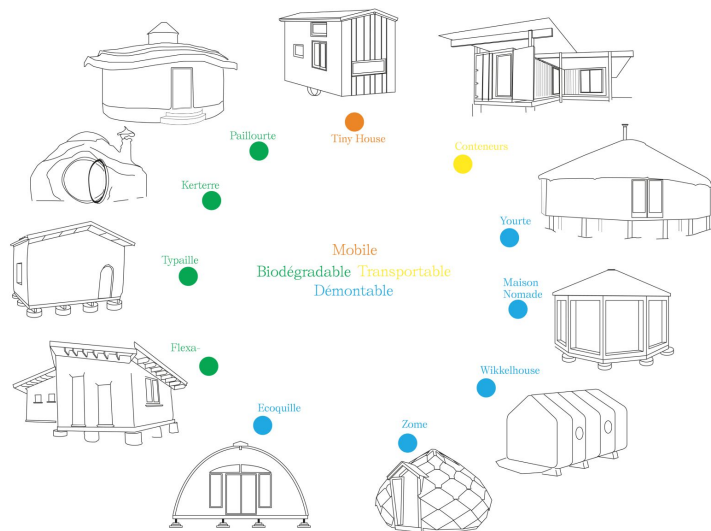 Paillourte
Tiny House
Conteneurs
Kerterre
Yourte
Mobile
Biodégradable Transportable
Démontable
Typaille
Maison
Nomade
Flexa-
Wikkelhouse
Ecoquille
Zome